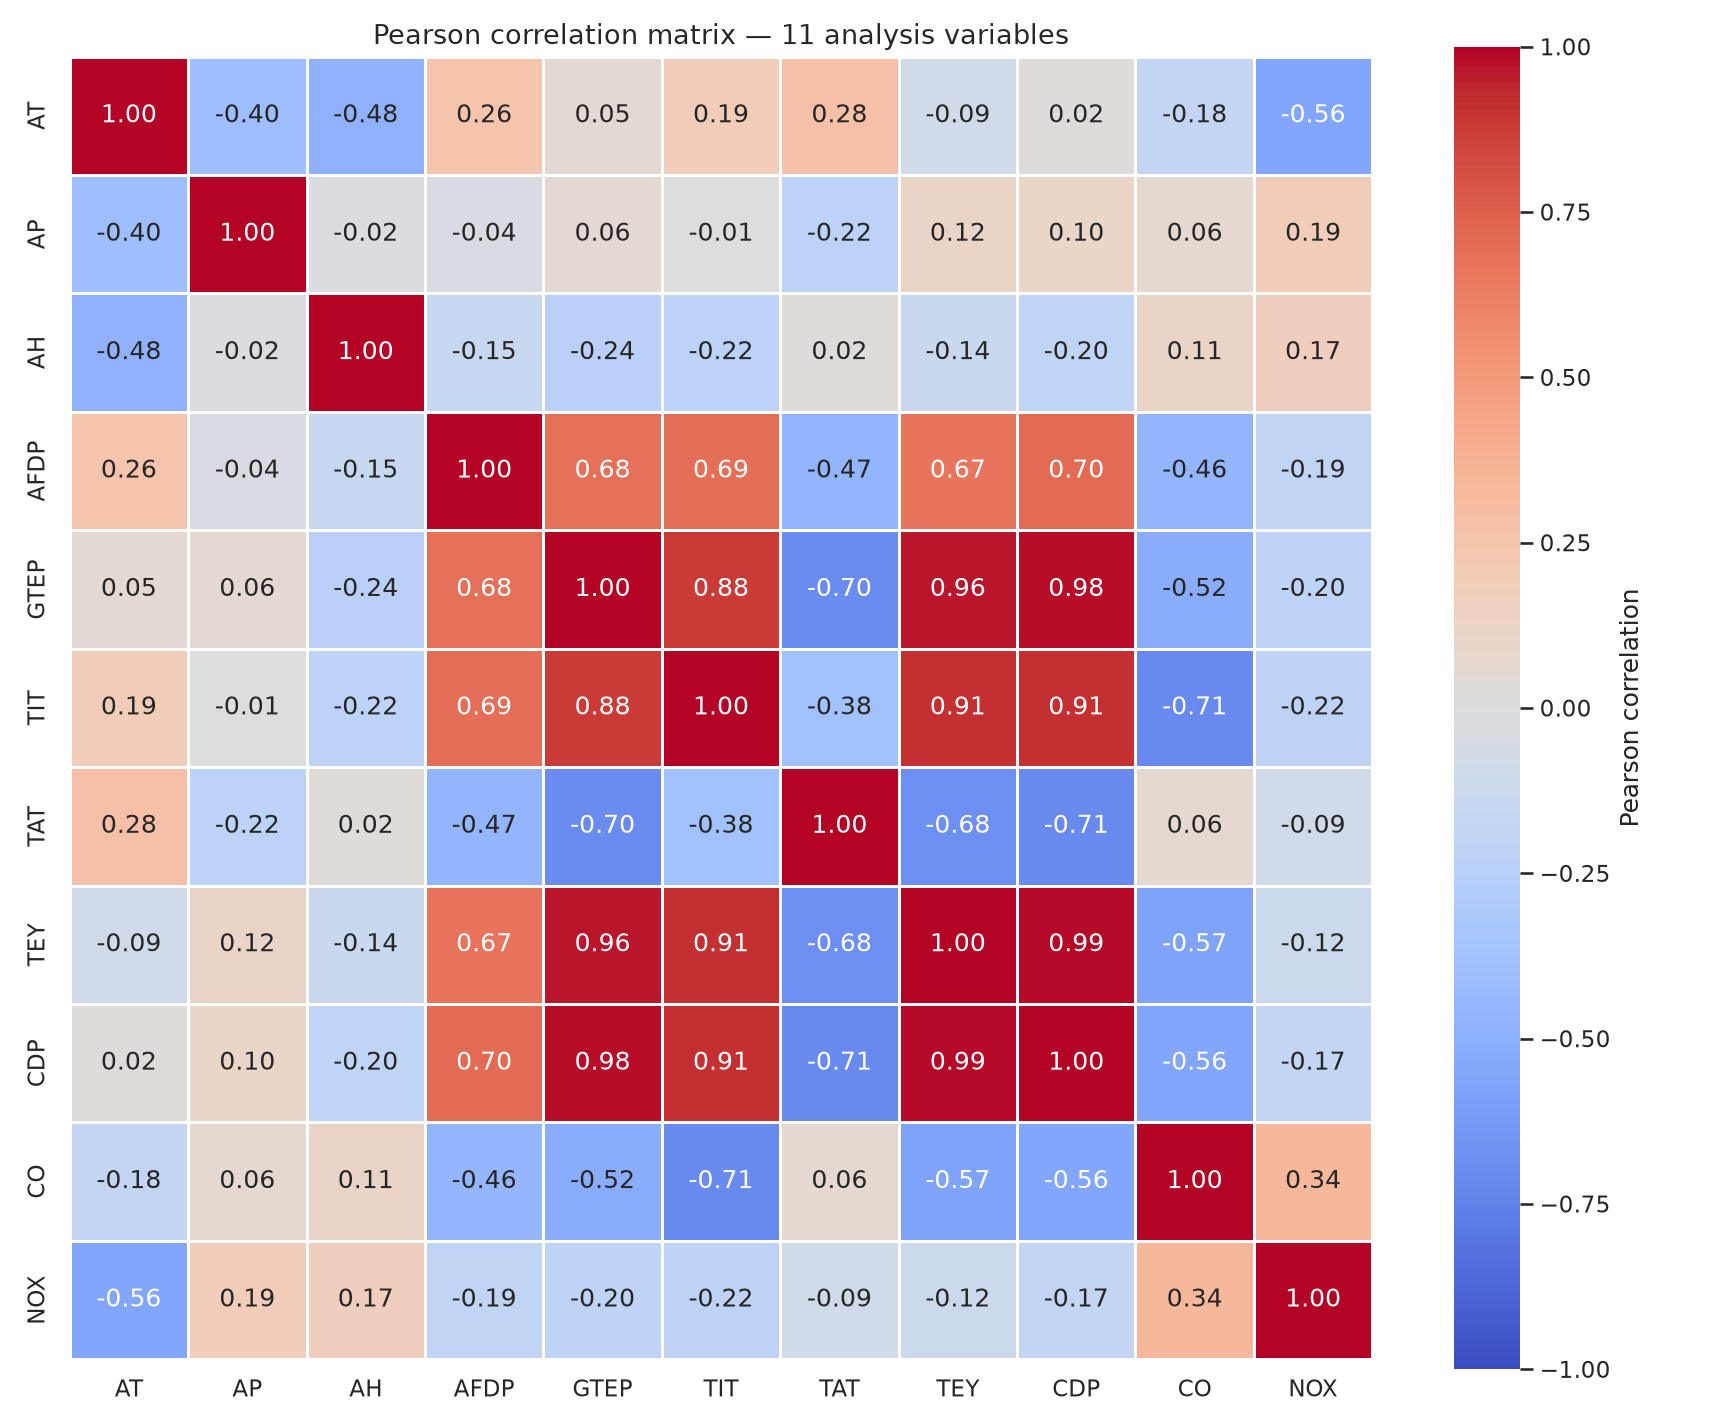 Pearson correlation matrix — 11 analysis variables
AT 1.00 -0.40 -0.48 0.26 0.05 0.19 0.28 -0.09 0.02 -0.18 -0.56
AP -0.40 1.00 -0.02 -0.04 0.06 -0.01 -0.22 0.12 0.10 0.06 0.19
AH -0.48 -0.02 1.00 -0.15 -0.24 -0.22 0.02 -0.14 -0.20 0.11 0.17
AFDP 0.26 -0.04 -0.15 1.00 0.68 0.69 -0.47 0.67 0.70 -0.46 -0.19
GTEP 0.05 0.06 -0.24 0.68 1.00 0.88 -0.70 0.96 0.98 -0.52 -0.20
TIT 0.19 -0.01 -0.22 0.69 0.88 1.00 -0.38 0.91 0.91 -0.71 -0.22
TAT 0.28 -0.22 0.02 -0.47 -0.70 -0.38 1.00 -0.68 -0.71 0.06 -0.09
TEY -0.09 0.12 -0.14 0.67 0.96 0.91 -0.68 1.00 0.99 -0.57 -0.12
CDP 0.02 0.10 -0.20 0.70 0.98 0.91 -0.71 0.99 1.00 -0.56 -0.17
CO -0.18 0.06 0.11 -0.46 -0.52 -0.71 0.06 -0.57 -0.56 1.00 0.34
NOX -0.56 0.19 0.17 -0.19 -0.20 -0.22 -0.09 -0.12 -0.17 0.34 1.00
AT AP AH AFDP GTEP TIT TAT TEY CDP CO NOX
1.00
0.75
0.50
0.25
0.00
−0.25
−0.50
−0.75
−1.00
Pearson correlation